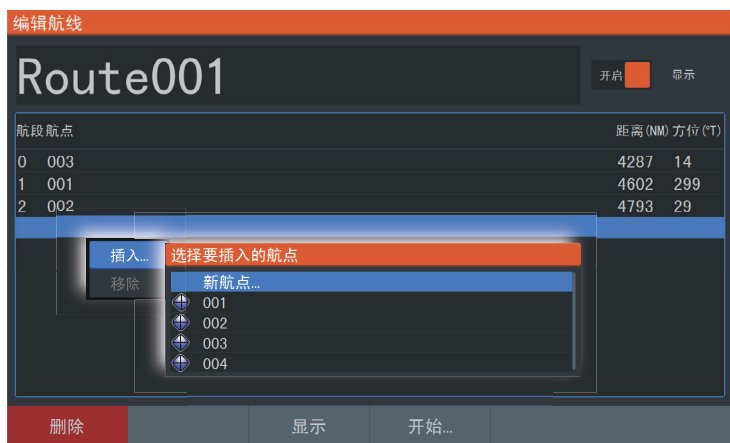 编辑航线
Route001
开启 显示
航段 航点 距离(NM) 方位(°T)
0 003 4287 14
1 001 4602 299
2 002 4793 29
插入…
移除
选择要插入的航点
新航点…
001
002
003
004
删除 显示 开始…